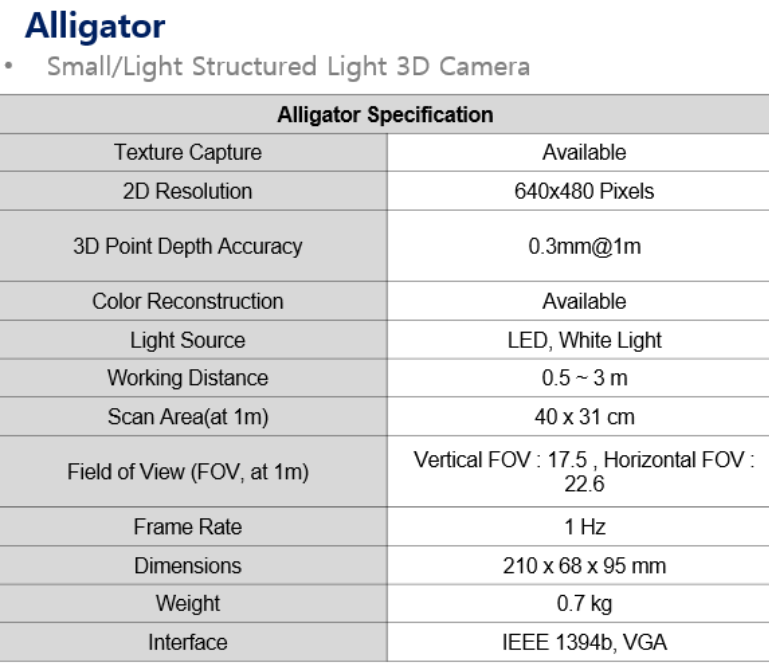 Alligator
• Small/Light Structured Light 3D Camera
Alligator Specification
Texture Capture Available
2D Resolution 640x480 Pixels
3D Point Depth Accuracy 0.3mm@1m
Color Reconstruction Available
Light Source LED, White Light
Working Distance 0.5 ~ 3 m
Scan Area(at 1m) 40 x 31 cm
Field of View (FOV, at 1m) Vertical FOV : 17.5 , Horizontal FOV :
22.6
Frame Rate 1 Hz
Dimensions 210 x 68 x 95 mm
Weight 0.7 kg
Interface IEEE 1394b, VGA